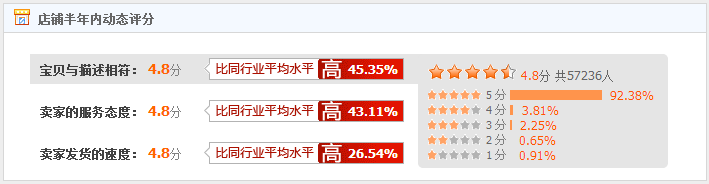 店铺半年内动态评分
宝贝与描述相符： 4.8分 比同行业平均水平 高 45.35%
卖家的服务态度： 4.8分 比同行业平均水平 高 43.11%
卖家发货的速度： 4.8分 比同行业平均水平 高 26.54%
4.8分 共57236人
5 分 92.38%
4 分 3.81%
3 分 2.25%
2 分 0.65%
1 分 0.91%